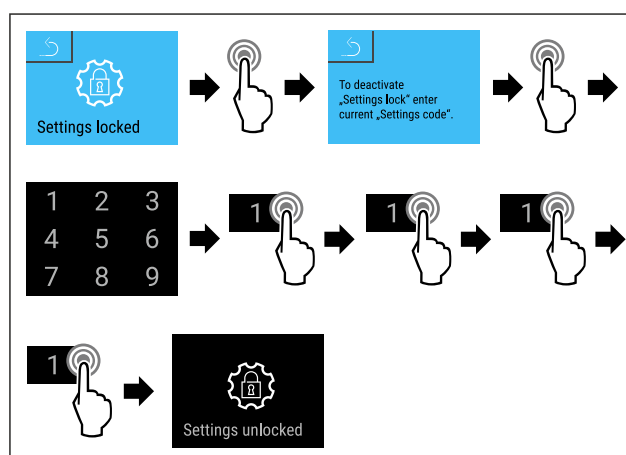 Settings locked
To deactivate
„Settings lock" enter
current „Settings code".
1 2 3
4 5 6
7 8 9
1
1
1
1
Settings unlocked